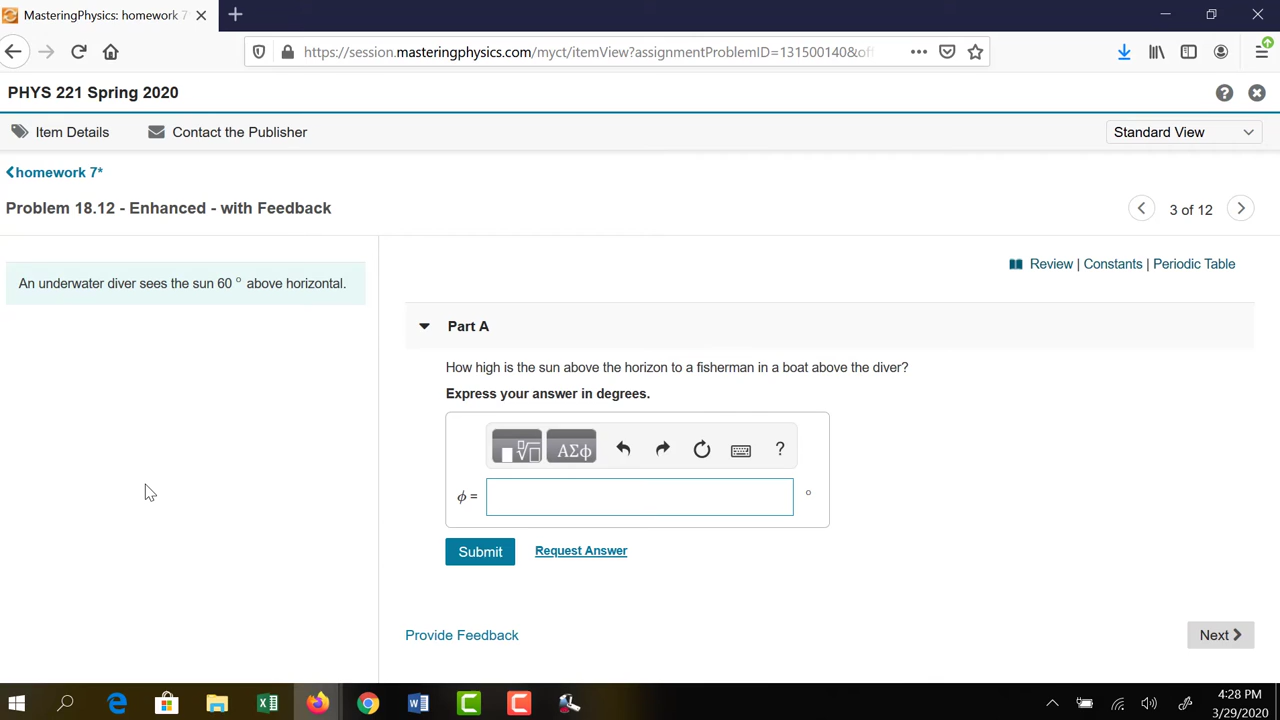 MasteringPhysics: homework 7
https://session.masteringphysics.com/myct/itemView?assignmentProblemID=131500140&of
PHYS 221 Spring 2020
Item Details
Contact the Publisher
Standard View
homework 7*
Problem 18.12 - Enhanced - with Feedback
3 of 12
An underwater diver sees the sun 60 ° above horizontal.
Review | Constants | Periodic Table
Part A
How high is the sun above the horizon to a fisherman in a boat above the diver?
Express your answer in degrees.
ΑΣϕ
?
ϕ =
°
Submit
Request Answer
Provide Feedback
Next
4:28 PM
3/29/2020